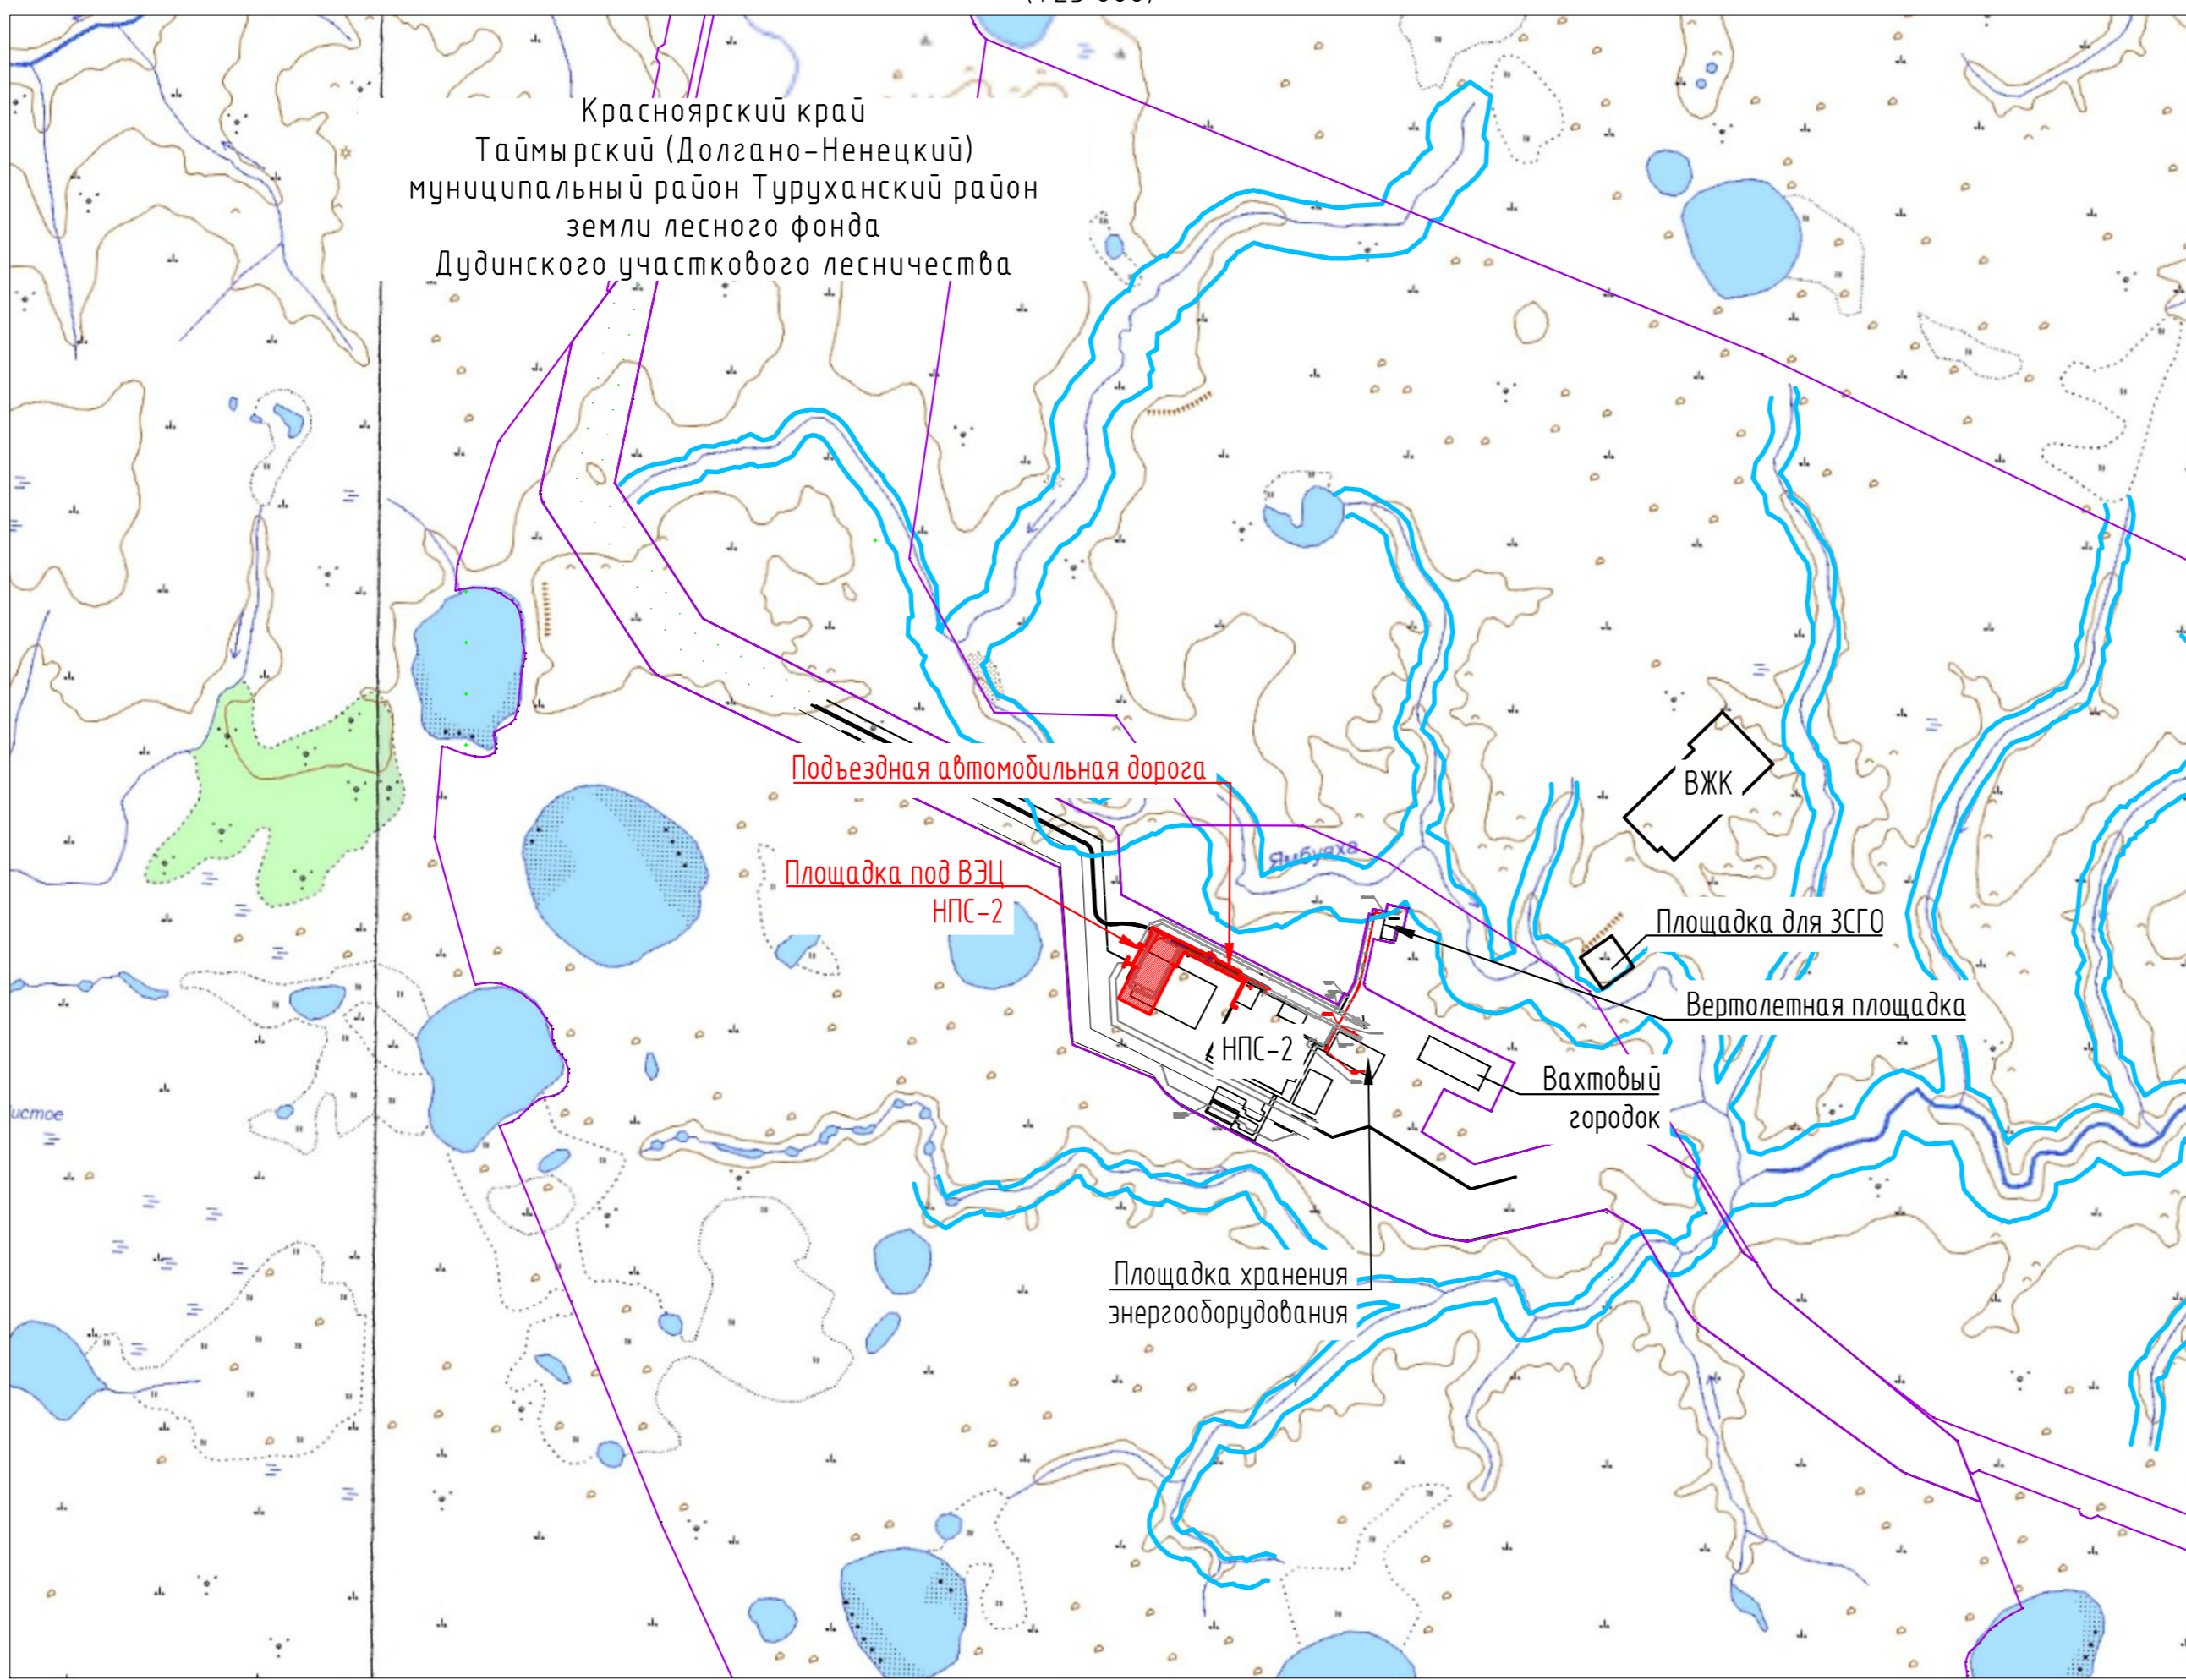 Красноярский край
Таймырский (Долгано-Ненецкий)
муниципальный район Туруханский район
земли лесного фонда
Дудинского участкового лесничества
Подъездная автомобильная дорога
ВЖК
Ямбуяха
Площадка под ВЭЦ
НПС-2
Площадка для ЗСГО
Вертолетная площадка
НПС-2
Вахтовый
городок
истое
Площадка хранения
энергооборудования